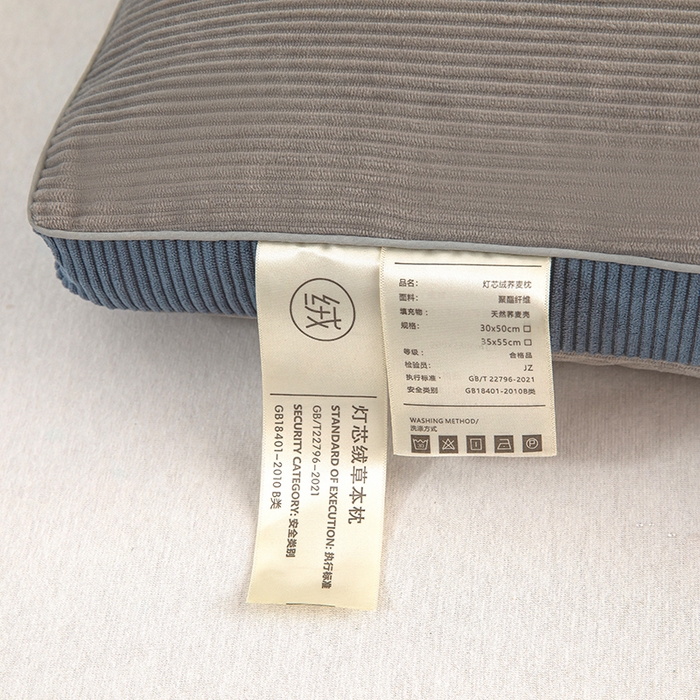 绒
灯芯绒草本枕
STANDARD OF EXECUTION: 执行标准
GB/T22796-2021
SECURITY CATEGORY: 安全类别
GB18401-2010 B类
品名: 灯芯绒荞麦枕
面料: 聚酯纤维
填充物: 天然荞麦壳
规格: 30x50cm □
35x55cm □
等级: 合格品
检验员: JZ
执行标准: GB/T 22796-2021
安全类别: GB18401-2010B类
WASHING METHOD/
洗涤方式